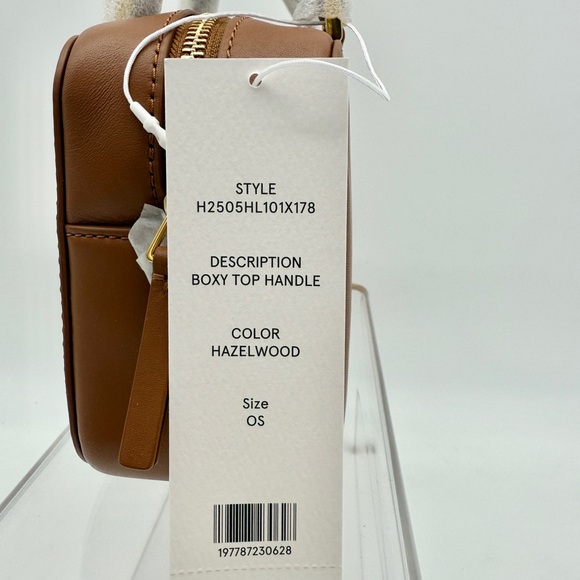 STYLE
H2505HL101X178
DESCRIPTION
BOXY TOP HANDLE
COLOR
HAZELWOOD
Size
OS
197787230628